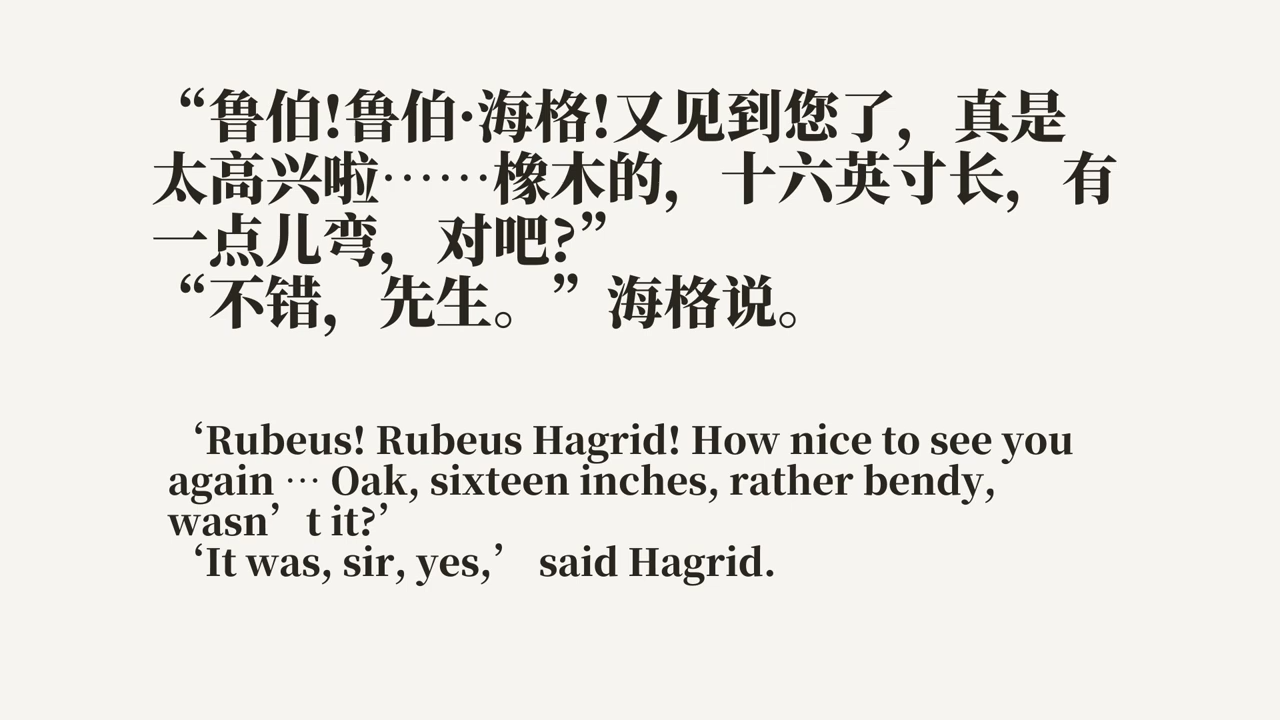 “鲁伯!鲁伯·海格!又见到您了，真是
太高兴啦……橡木的，十六英寸长，有
一点儿弯，对吧?”
“不错，先生。”海格说。
‘Rubeus! Rubeus Hagrid! How nice to see you
again … Oak, sixteen inches, rather bendy,
wasn’t it?’
‘It was, sir, yes,’ said Hagrid.